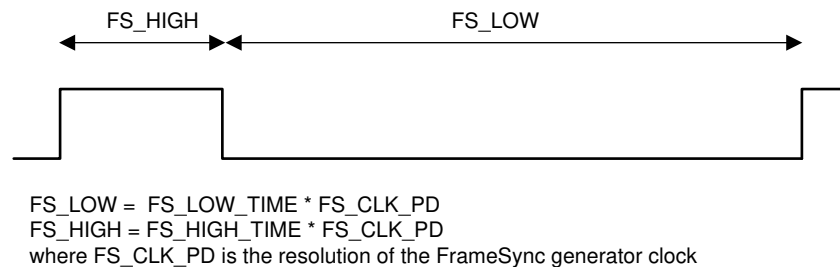 FS_HIGH FS_LOW
FS_LOW = FS_LOW_TIME * FS_CLK_PD
FS_HIGH = FS_HIGH_TIME * FS_CLK_PD
where FS_CLK_PD is the resolution of the FrameSync generator clock